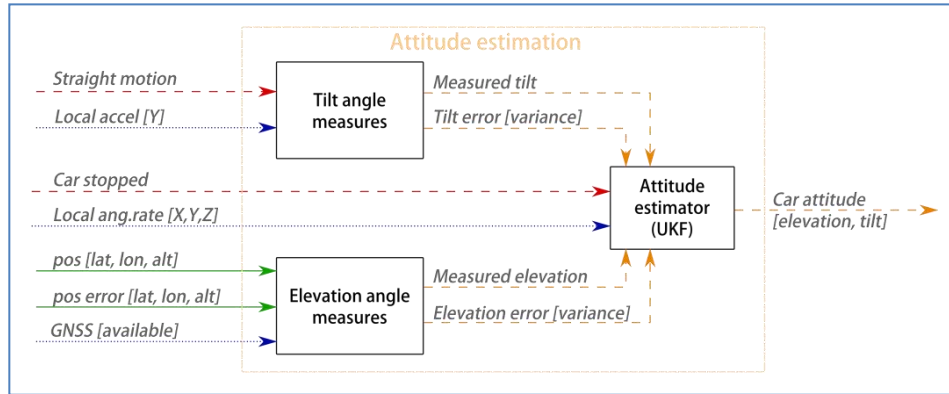 Attitude estimation
Straight motion
Local accel [Y]
Tilt angle
measures
Measured tilt
Tilt error [variance]
Car stopped
Local ang.rate [X,Y,Z]
Attitude
estimator
(UKF)
Car attitude
[elevation, tilt]
pos [lat, lon, alt]
pos error [lat, lon, alt]
GNSS [available]
Elevation angle
measures
Measured elevation
Elevation error [variance]